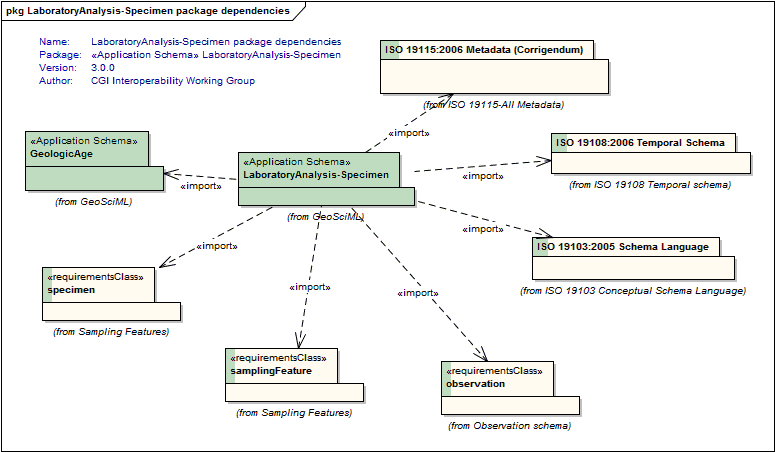 pkg LaboratoryAnalysis-Specimen package dependencies
Name: LaboratoryAnalysis-Specimen package dependencies
Package: «Application Schema» LaboratoryAnalysis-Specimen
Version: 3.0.0
Author: CGI Interoperability Working Group
ISO 19115:2006 Metadata (Corrigendum)
(from ISO 19115-All Metadata)
«import»
«Application Schema»
GeologicAge
(from GeoSciML)
«import»
«Application Schema»
LaboratoryAnalysis-Specimen
(from GeoSciML)
«import»
ISO 19108:2006 Temporal Schema
(from ISO 19108 Temporal schema)
«import»
ISO 19103:2005 Schema Language
(from ISO 19103 Conceptual Schema Language)
«import»
«requirementsClass»
specimen
(from Sampling Features)
«import»
«requirementsClass»
samplingFeature
(from Sampling Features)
«import»
«requirementsClass»
observation
(from Observation schema)